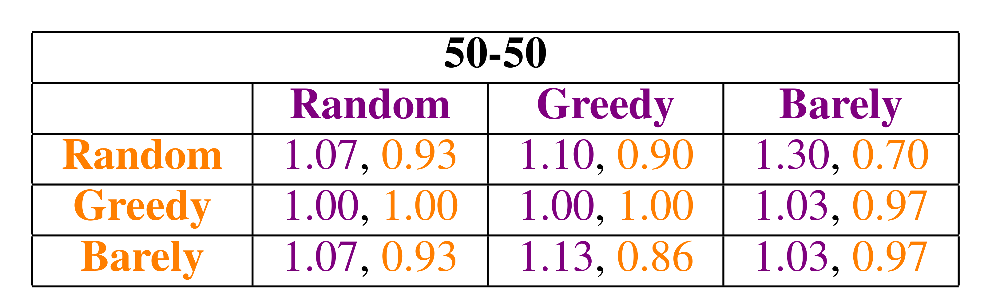 50-50
Random Greedy Barely
Random 1.07, 0.93 1.10, 0.90 1.30, 0.70
Greedy 1.00, 1.00 1.00, 1.00 1.03, 0.97
Barely 1.07, 0.93 1.13, 0.86 1.03, 0.97